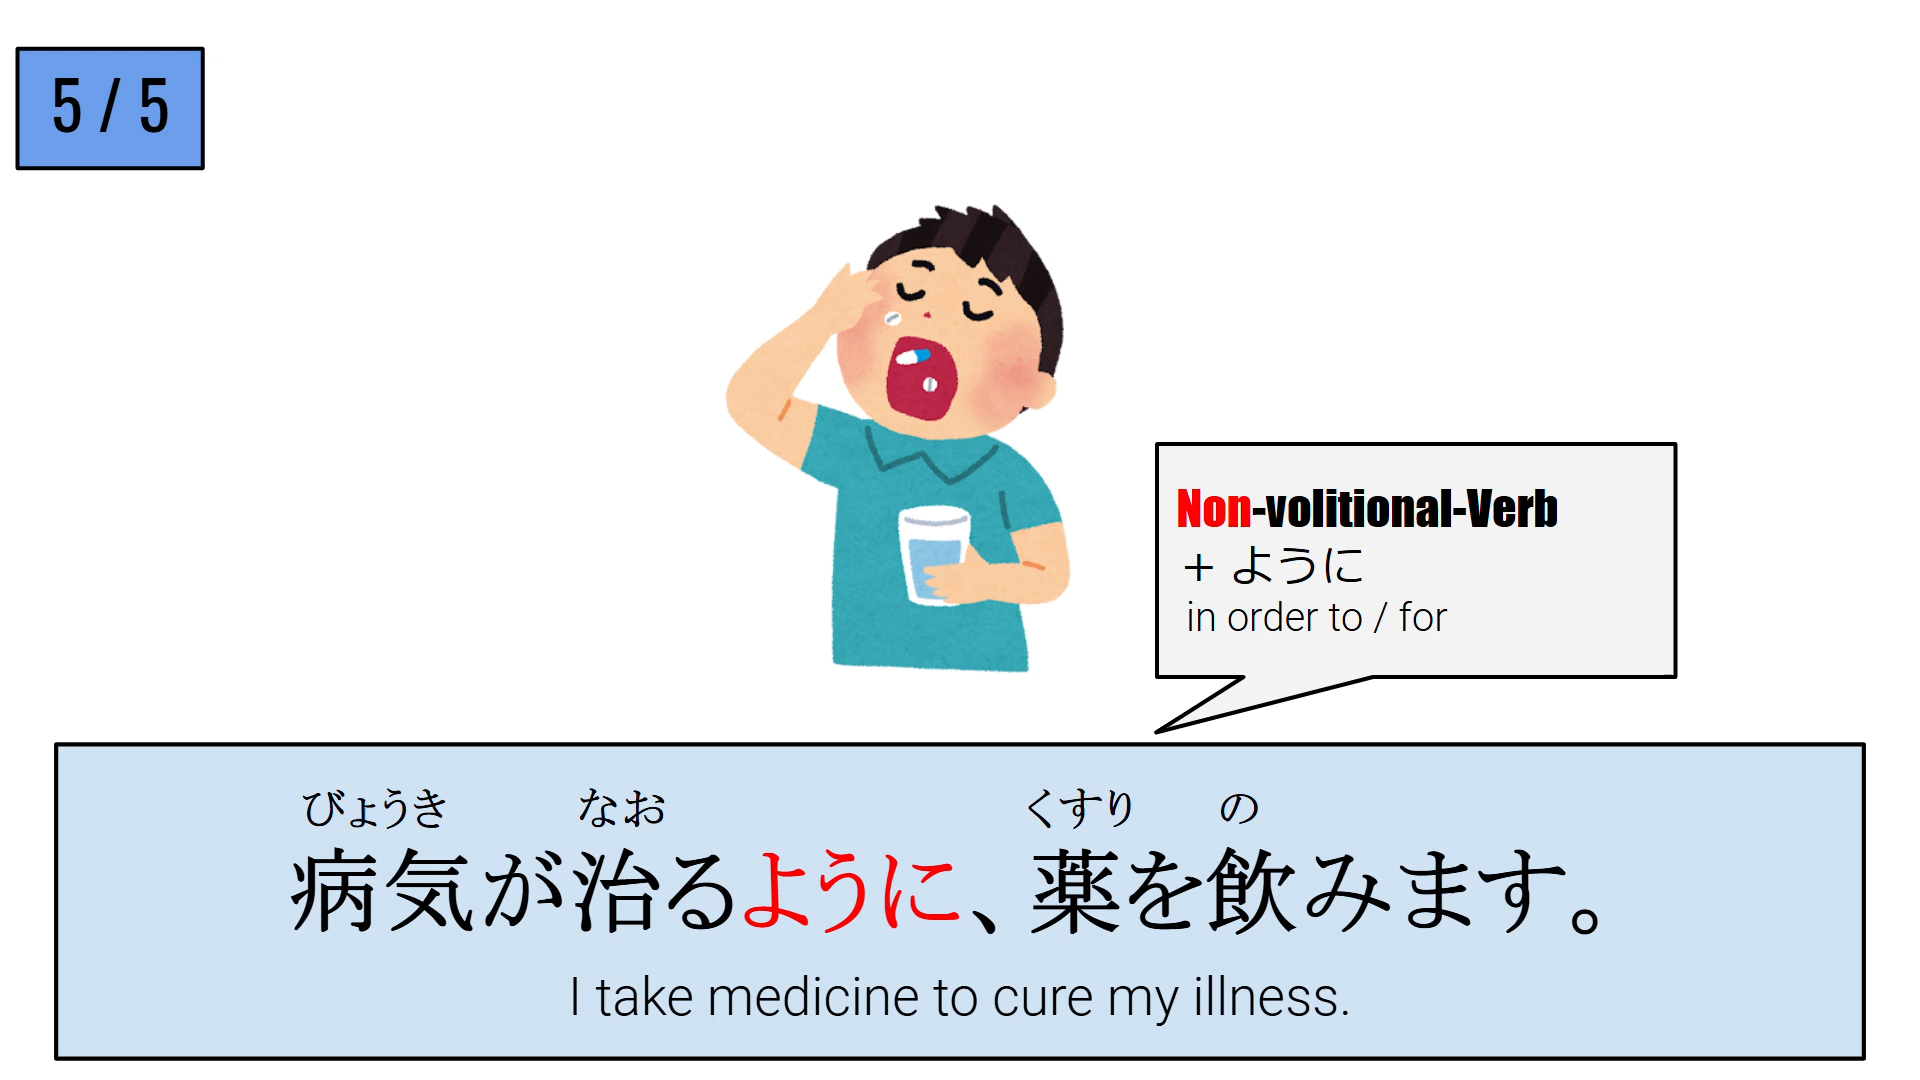 5 / 5
Non-volitional-Verb
+ ように
in order to / for
びょうき なお くすり の
病気が治るように、薬を飲みます。
I take medicine to cure my illness.